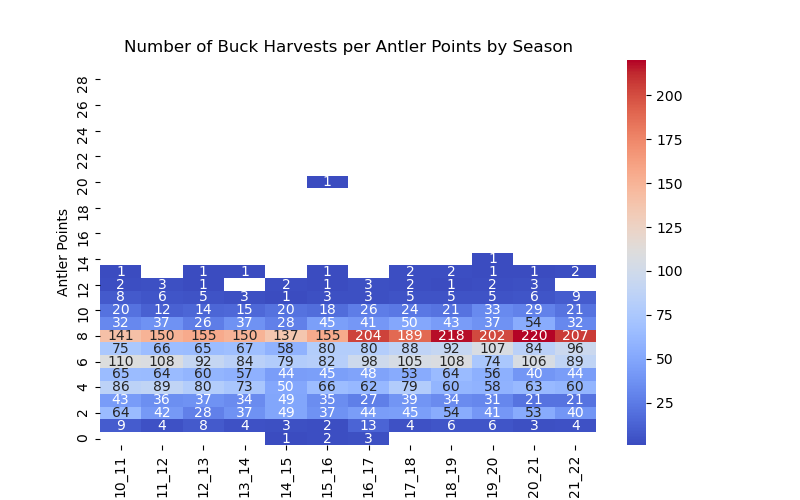 Number of Buck Harvests per Antler Points by Season
28
26
24
22
20 1
18
16
14 1
1 1 1 1 2 2 1 1 2
12 2 3 1 2 1 3 2 1 2 3
8 6 5 3 1 3 3 5 5 5 6 9
10 20 12 14 15 20 18 26 24 21 33 29 21
32 37 26 37 28 45 41 50 43 37 54 32
8 141 150 155 150 137 155 204 189 218 202 220 207
75 66 65 67 58 80 80 88 92 107 84 96
6 110 108 92 84 79 82 98 105 108 74 106 89
65 64 60 57 44 45 48 53 64 56 40 44
4 86 89 80 73 50 66 62 79 60 58 63 60
43 36 37 34 49 35 27 39 34 31 21 21
2 64 42 28 37 49 37 44 45 54 41 53 40
9 4 8 4 3 2 13 4 6 6 3 4
0 1 2 3
Antler Points
10_11 11_12 12_13 13_14 14_15 15_16 16_17 17_18 18_19 19_20 20_21 21_22
200
175
150
125
100
75
50
25